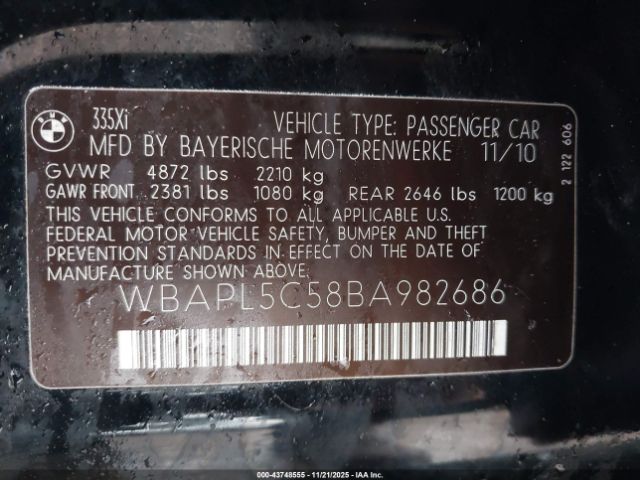 BMW
335Xi
VEHICLE TYPE: PASSENGER CAR
MFD BY BAYERISCHE MOTORENWERKE 11/10
GVWR 4872 lbs 2210 kg
GAWR FRONT 2381 lbs 1080 kg REAR 2646 lbs 1200 kg
THIS VEHICLE CONFORMS TO ALL APPLICABLE U.S.
FEDERAL MOTOR VEHICLE SAFETY, BUMPER AND THEFT
PREVENTION STANDARDS IN EFFECT ON THE DATE OF
MANUFACTURE SHOWN ABOVE:
WBAPL5C58BA982686
2 122 606
000-43748555 - 11/21/2025 - IAA Inc.